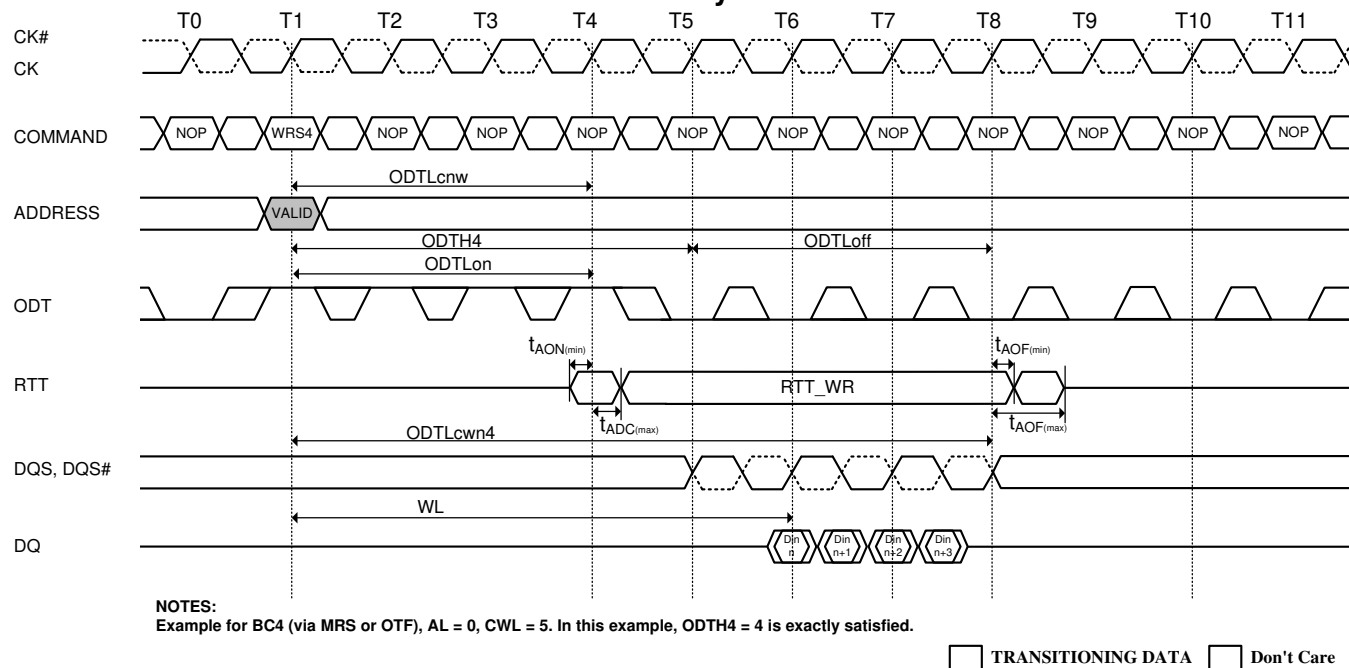 T0 T1 T2 T3 T4 T5 T6 T7 T8 T9 T10 T11
CK#
CK
COMMAND NOP WRS4 NOP NOP NOP NOP NOP NOP NOP NOP NOP NOP
ODTLcnw
ADDRESS VALID
ODTH4 ODTLoff
ODTLon
ODT
tAON(min) tAOF(min)
RTT RTT_WR
tADC(max) tAOF(max)
ODTLcwn4
DQS, DQS#
WL
DQ Din n Din n+1 Din n+2 Din n+3
NOTES:
Example for BC4 (via MRS or OTF), AL = 0, CWL = 5. In this example, ODTH4 = 4 is exactly satisfied.
TRANSITIONING DATA Don't Care